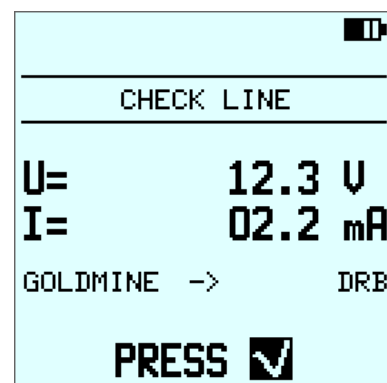 CHECK LINE
U= 12.3 V
I= 02.2 mA
GOLDMINE -> DRB
PRESS ✓